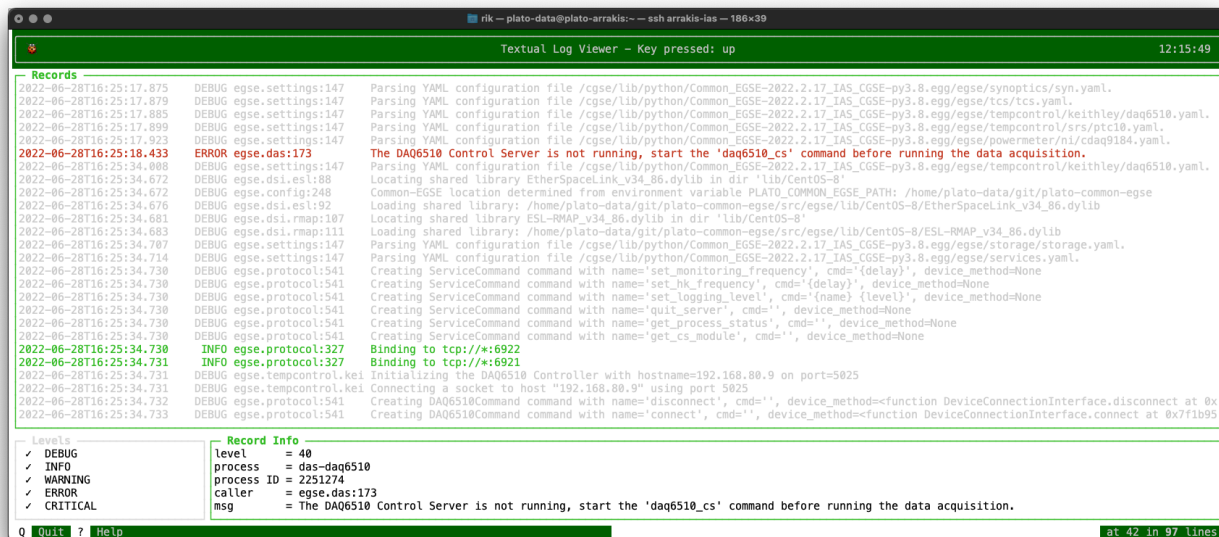 rik — plato-data@plato-arrakis:~ — ssh arrakis-ias — 186×39
Textual Log Viewer – Key pressed: up 12:15:49
Records
2022-06-28T16:25:17.875 DEBUG egse.settings:147 Parsing YAML configuration file /cgse/lib/python/Common_EGSE-2022.2.17_IAS_CGSE-py3.8.egg/egse/synoptics/syn.yaml.
2022-06-28T16:25:17.879 DEBUG egse.settings:147 Parsing YAML configuration file /cgse/lib/python/Common_EGSE-2022.2.17_IAS_CGSE-py3.8.egg/egse/tcs/tcs.yaml.
2022-06-28T16:25:17.885 DEBUG egse.settings:147 Parsing YAML configuration file /cgse/lib/python/Common_EGSE-2022.2.17_IAS_CGSE-py3.8.egg/egse/tempcontrol/keithley/daq6510.yaml.
2022-06-28T16:25:17.899 DEBUG egse.settings:147 Parsing YAML configuration file /cgse/lib/python/Common_EGSE-2022.2.17_IAS_CGSE-py3.8.egg/egse/tempcontrol/srs/ptc10.yaml.
2022-06-28T16:25:17.923 DEBUG egse.settings:147 Parsing YAML configuration file /cgse/lib/python/Common_EGSE-2022.2.17_IAS_CGSE-py3.8.egg/egse/powermeter/ni/cdaq9184.yaml.
2022-06-28T16:25:18.433 ERROR egse.das:173 The DAQ6510 Control Server is not running, start the 'daq6510_cs' command before running the data acquisition.
2022-06-28T16:25:34.008 DEBUG egse.settings:147 Parsing YAML configuration file /cgse/lib/python/Common_EGSE-2022.2.17_IAS_CGSE-py3.8.egg/egse/tempcontrol/keithley/daq6510.yaml.
2022-06-28T16:25:34.672 DEBUG egse.dsi.esl:88 Locating shared library EtherSpaceLink_v34_86.dylib in dir 'lib/CentOS-8'
2022-06-28T16:25:34.672 DEBUG egse.config:248 Common-EGSE location determined from environment variable PLATO_COMMON_EGSE_PATH: /home/plato-data/git/plato-common-egse
2022-06-28T16:25:34.676 DEBUG egse.dsi.esl:92 Loading shared library: /home/plato-data/git/plato-common-egse/src/egse/lib/CentOS-8/EtherSpaceLink_v34_86.dylib
2022-06-28T16:25:34.681 DEBUG egse.dsi.rmap:107 Locating shared library ESL-RMAP_v34_86.dylib in dir 'lib/CentOS-8'
2022-06-28T16:25:34.683 DEBUG egse.dsi.rmap:111 Loading shared library: /home/plato-data/git/plato-common-egse/src/egse/lib/CentOS-8/ESL-RMAP_v34_86.dylib
2022-06-28T16:25:34.707 DEBUG egse.settings:147 Parsing YAML configuration file /cgse/lib/python/Common_EGSE-2022.2.17_IAS_CGSE-py3.8.egg/egse/storage/storage.yaml.
2022-06-28T16:25:34.714 DEBUG egse.settings:147 Parsing YAML configuration file /cgse/lib/python/Common_EGSE-2022.2.17_IAS_CGSE-py3.8.egg/egse/services.yaml.
2022-06-28T16:25:34.730 DEBUG egse.protocol:541 Creating ServiceCommand command with name='set_monitoring_frequency', cmd='{delay}', device_method=None
2022-06-28T16:25:34.730 DEBUG egse.protocol:541 Creating ServiceCommand command with name='set_hk_frequency', cmd='{delay}', device_method=None
2022-06-28T16:25:34.730 DEBUG egse.protocol:541 Creating ServiceCommand command with name='set_logging_level', cmd='{name} {level}', device_method=None
2022-06-28T16:25:34.730 DEBUG egse.protocol:541 Creating ServiceCommand command with name='quit_server', cmd='', device_method=None
2022-06-28T16:25:34.730 DEBUG egse.protocol:541 Creating ServiceCommand command with name='get_process_status', cmd='', device_method=None
2022-06-28T16:25:34.730 DEBUG egse.protocol:541 Creating ServiceCommand command with name='get_cs_module', cmd='', device_method=None
2022-06-28T16:25:34.730 INFO egse.protocol:327 Binding to tcp://*:6922
2022-06-28T16:25:34.731 INFO egse.protocol:327 Binding to tcp://*:6921
2022-06-28T16:25:34.731 DEBUG egse.tempcontrol.kei Initializing the DAQ6510 Controller with hostname=192.168.80.9 on port=5025
2022-06-28T16:25:34.731 DEBUG egse.tempcontrol.kei Connecting a socket to host "192.168.80.9" using port 5025
2022-06-28T16:25:34.732 DEBUG egse.protocol:541 Creating DAQ6510Command command with name='disconnect', cmd='', device_method=<function DeviceConnectionInterface.disconnect at 0x
2022-06-28T16:25:34.733 DEBUG egse.protocol:541 Creating DAQ6510Command command with name='connect', cmd='', device_method=<function DeviceConnectionInterface.connect at 0x7f1b95
Levels
✓ DEBUG
✓ INFO
✓ WARNING
✓ ERROR
✓ CRITICAL
Record Info
level = 40
process = das-daq6510
process ID = 2251274
caller = egse.das:173
msg = The DAQ6510 Control Server is not running, start the 'daq6510_cs' command before running the data acquisition.
Q Quit ? Help at 42 in 97 lines